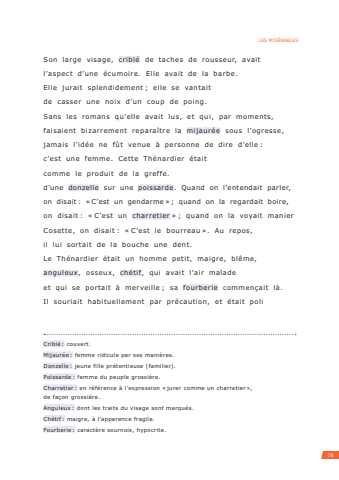 LES MISÉRABLES
Son large visage, criblé de taches de rousseur, avait
l’aspect d’une écumoire. Elle avait de la barbe.
Elle jurait splendidement ; elle se vantait
de casser une noix d’un coup de poing.
Sans les romans qu’elle avait lus, et qui, par moments,
faisaient bizarrement reparaître la mijaurée sous l’ogresse,
jamais l’idée ne fût venue à personne de dire d’elle :
c’est une femme. Cette Thénardier était
comme le produit de la greffe.
d’une donzelle sur une poissarde. Quand on l’entendait parler,
on disait : « C’est un gendarme » ; quand on la regardait boire,
on disait : « C’est un charretier » ; quand on la voyait manier
Cosette, on disait : « C’est le bourreau ». Au repos,
il lui sortait de la bouche une dent.
Le Thénardier était un homme petit, maigre, blême,
anguleux, osseux, chétif, qui avait l’air malade
et qui se portait à merveille ; sa fourberie commençait là.
Il souriait habituellement par précaution, et était poli
Criblé : couvert.
Mijaurée : femme ridicule par ses manières.
Donzelle : jeune fille prétentieuse (familier).
Poissarde : femme du peuple grossière.
Charretier : en référence à l’expression « jurer comme un charretier »,
de façon grossière.
Anguleux : dont les traits du visage sont marqués.
Chétif : maigre, à l’apparence fragile.
Fourberie : caractère sournois, hypocrite.